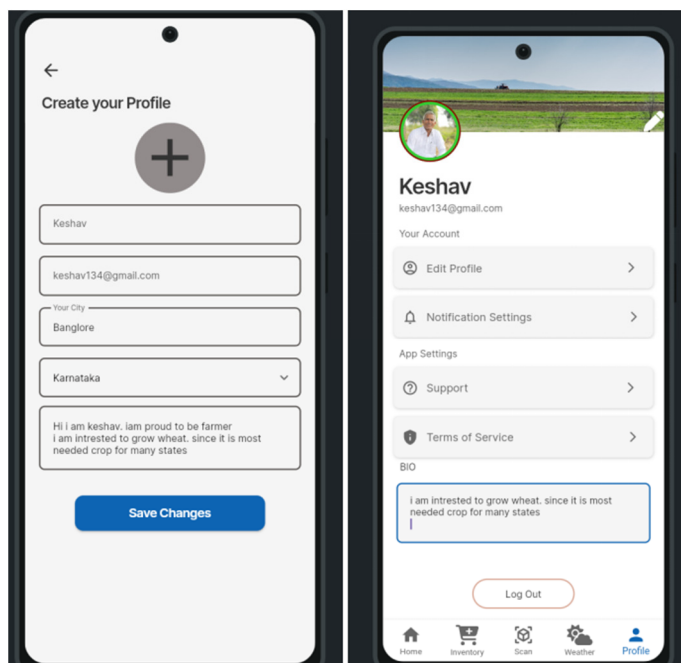 Create your Profile
Keshav
keshav134@gmail.com
Your City
Banglore
Karnataka
Hi i am keshav. iam proud to be farmer
i am intrested to grow wheat. since it is most
needed crop for many states
Save Changes
Keshav
keshav134@gmail.com
Your Account
Edit Profile
Notification Settings
App Settings
Support
Terms of Service
BIO
i am intrested to grow wheat. since it is most
needed crop for many states
Log Out
Home
Inventory
Scan
Weather
Profile